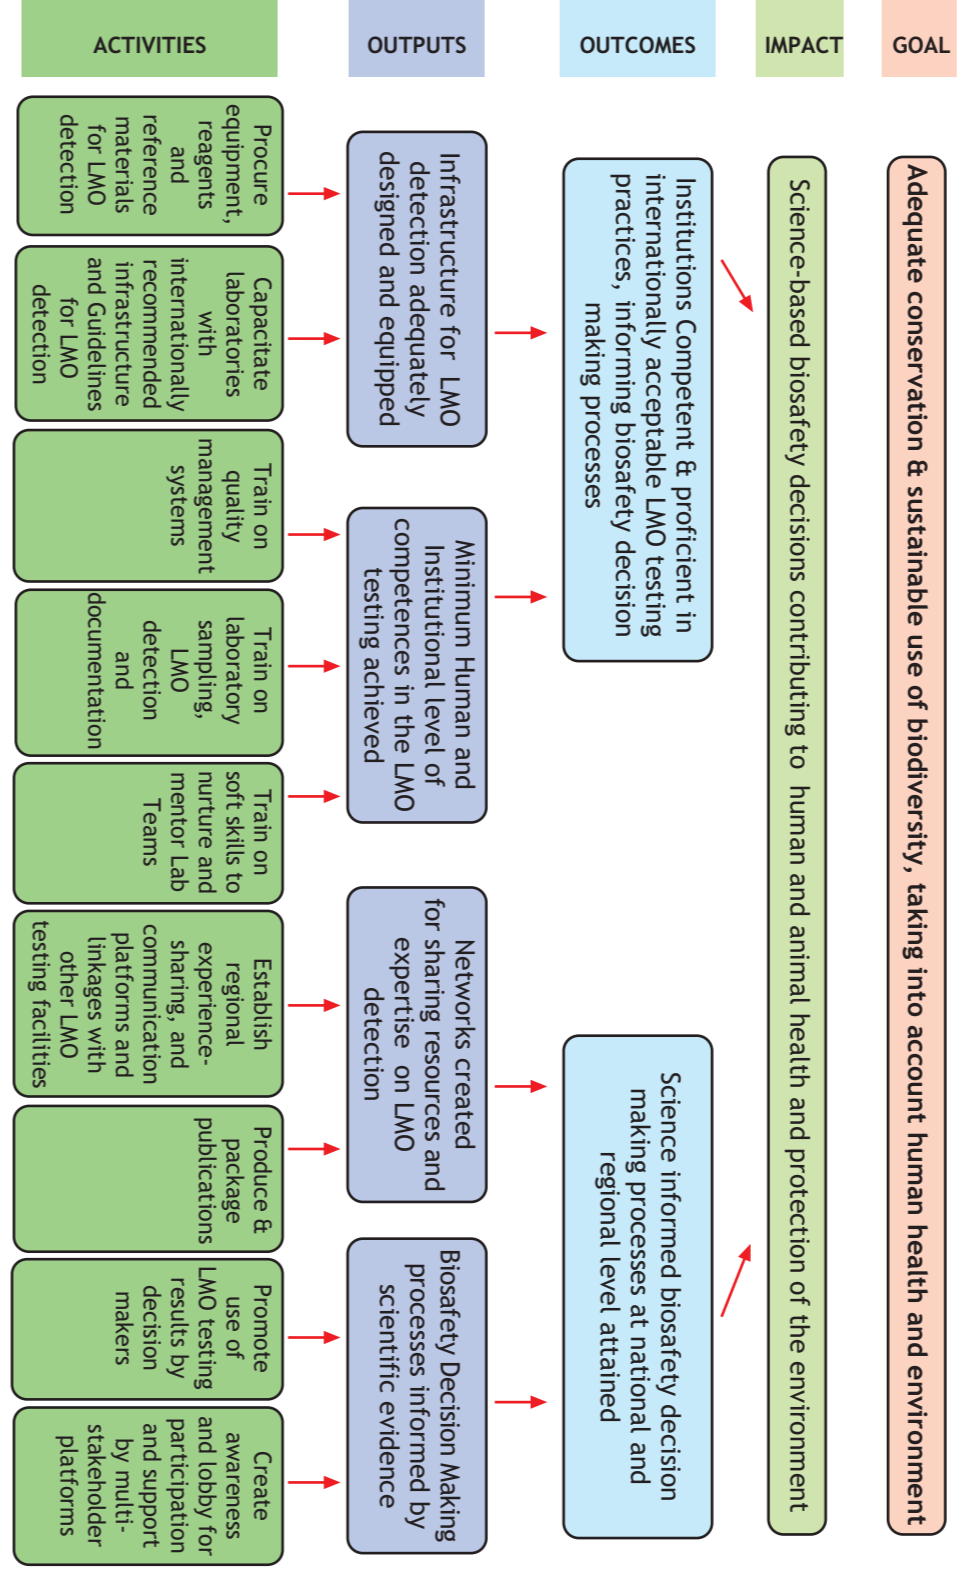 ACTIVITIES
OUTPUTS
OUTCOMES
IMPACT
GOAL
Procure
equipment,
reagents
and
reference
materials
for LMO
detection
Capacitate
laboratories
with
internationally
recommended
infrastructure
and Guidelines
for LMO
detection
Train on
quality
management
systems
Train on
laboratory
sampling,
LMO
detection
and
documentation
Train on
soft skills to
nurture and
mentor Lab
Teams
Establish
regional
experience-
sharing, and
communication
platforms and
linkages with
other LMO
testing facilities
Produce &
package
publications
Promote
use of
LMO testing
results by
decision
makers
Create
awareness
and lobby for
participation
and support
by multi-
stakeholder
platforms
Infrastructure for LMO
detection adequately
designed and equipped
Minimum Human and
Institutional level of
competences in the LMO
testing achieved
Networks created
for sharing resources and
expertise on LMO
detection
Biosafety Decision Making
processes informed by
scientific evidence
Institutions Competent & proficient in
internationally acceptable LMO testing
practices, informing biosafety decision
making processes
Science informed biosafety decision
making processes at national and
regional level attained
Science-based biosafety decisions contributing to human and animal health and protection of the environment
Adequate conservation & sustainable use of biodiversity, taking into account human health and environment